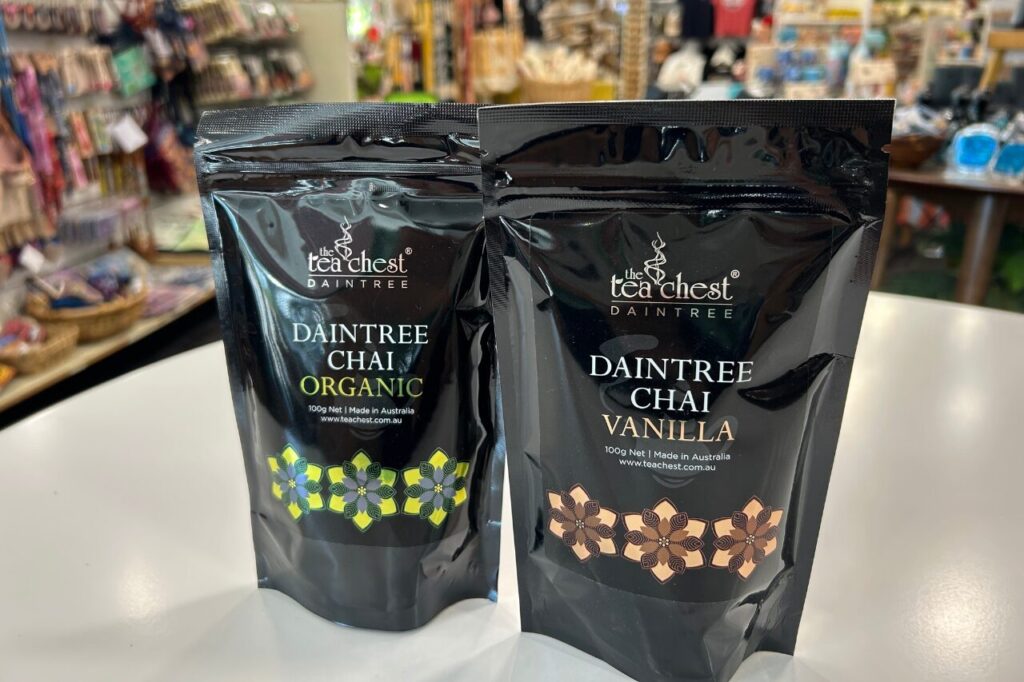 the
tea chest®
DAINTREE
DAINTREE
CHAI
ORGANIC
100g Net | Made in Australia
www.teachest.com.au
the
tea chest®
DAINTREE
DAINTREE
CHAI
VANILLA
100g Net | Made in Australia
www.teachest.com.au